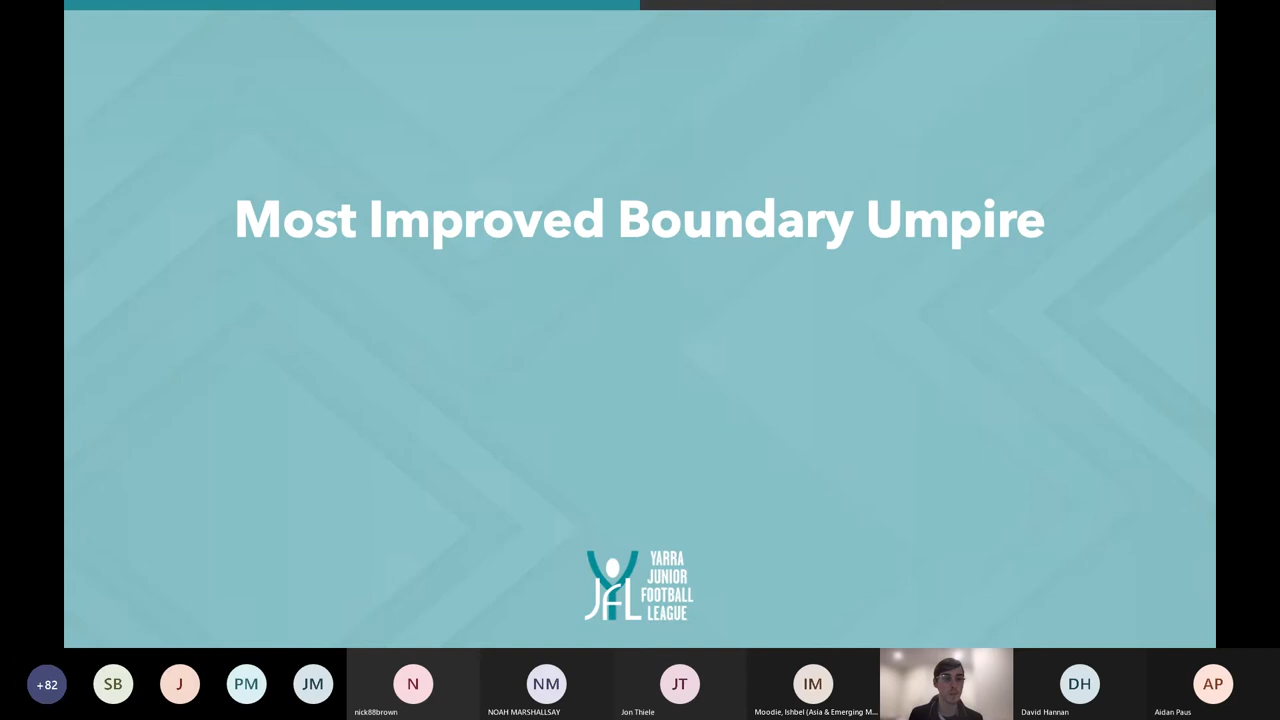 Most Improved Boundary Umpire
YARRA
JUNIOR
FOOTBALL
LEAGUE
JFL
+82
SB
J
PM
JM
N
nick88brown
NM
NOAH MARSHALLSAY
JT
Jon Thiele
IM
Moodie, Ishbel (Asia & Emerging M...
DH
David Hannan
AP
Aidan Paus